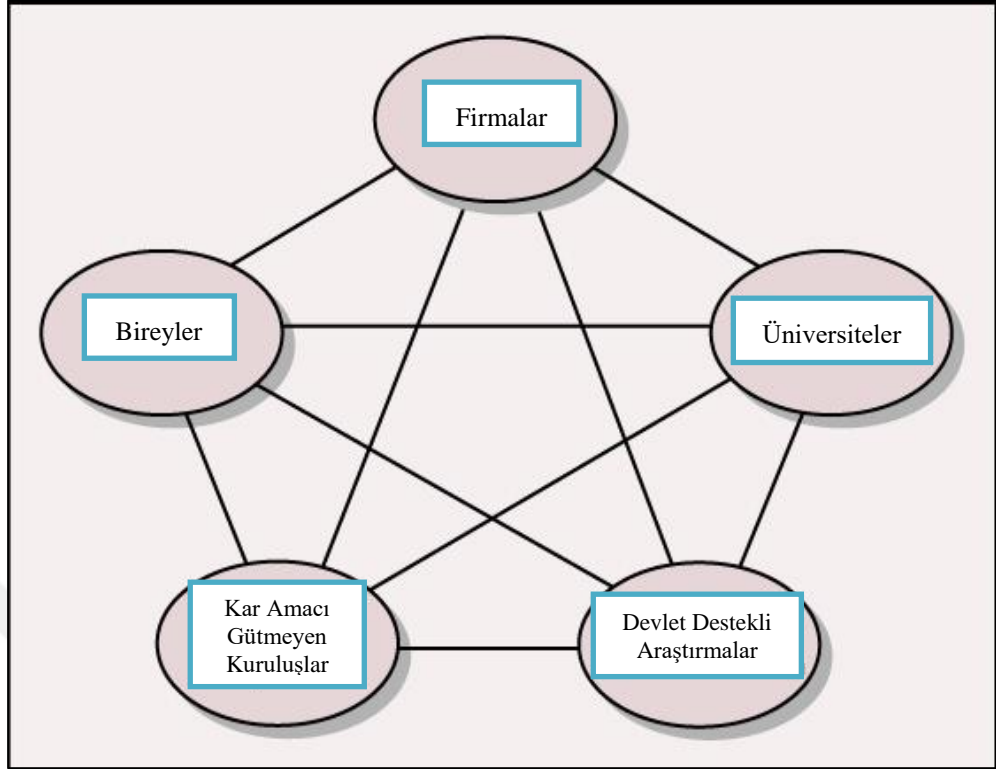 Firmalar
Bireyler
Üniversiteler
Kar Amacı
Gütmeyen
Kuruluşlar
Devlet Destekli
Araştırmalar